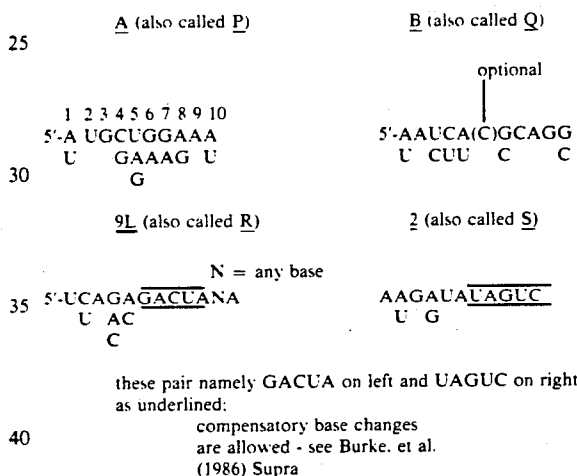 25
A (also called P) B (also called Q)
optional
1 2 3 4 5 6 7 8 9 10
5'-A UGCUGGAAA 5'-AAUCA(C)GCAGG
U GAAAG U U CUU C C
30
G
9L (also called R) 2 (also called S)
N = any base
35 5'-UCAGAGACUANA AAGAUAUAGUC
U AC U G
C
these pair namely GACUA on left and UAGUC on right
as underlined:
compensatory base changes
40 are allowed - see Burke. et al.
(1986) Supra